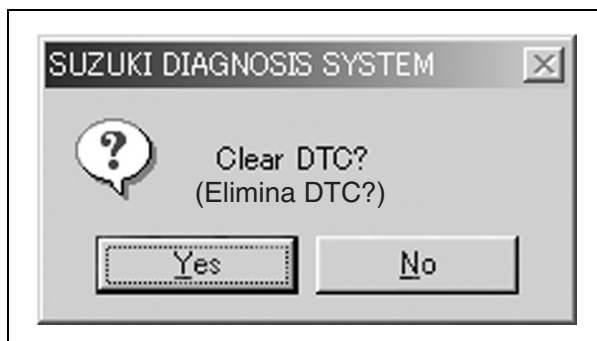 SUZUKI DIAGNOSIS SYSTEM
?
Clear DTC?
(Elimina DTC?)
Yes
No